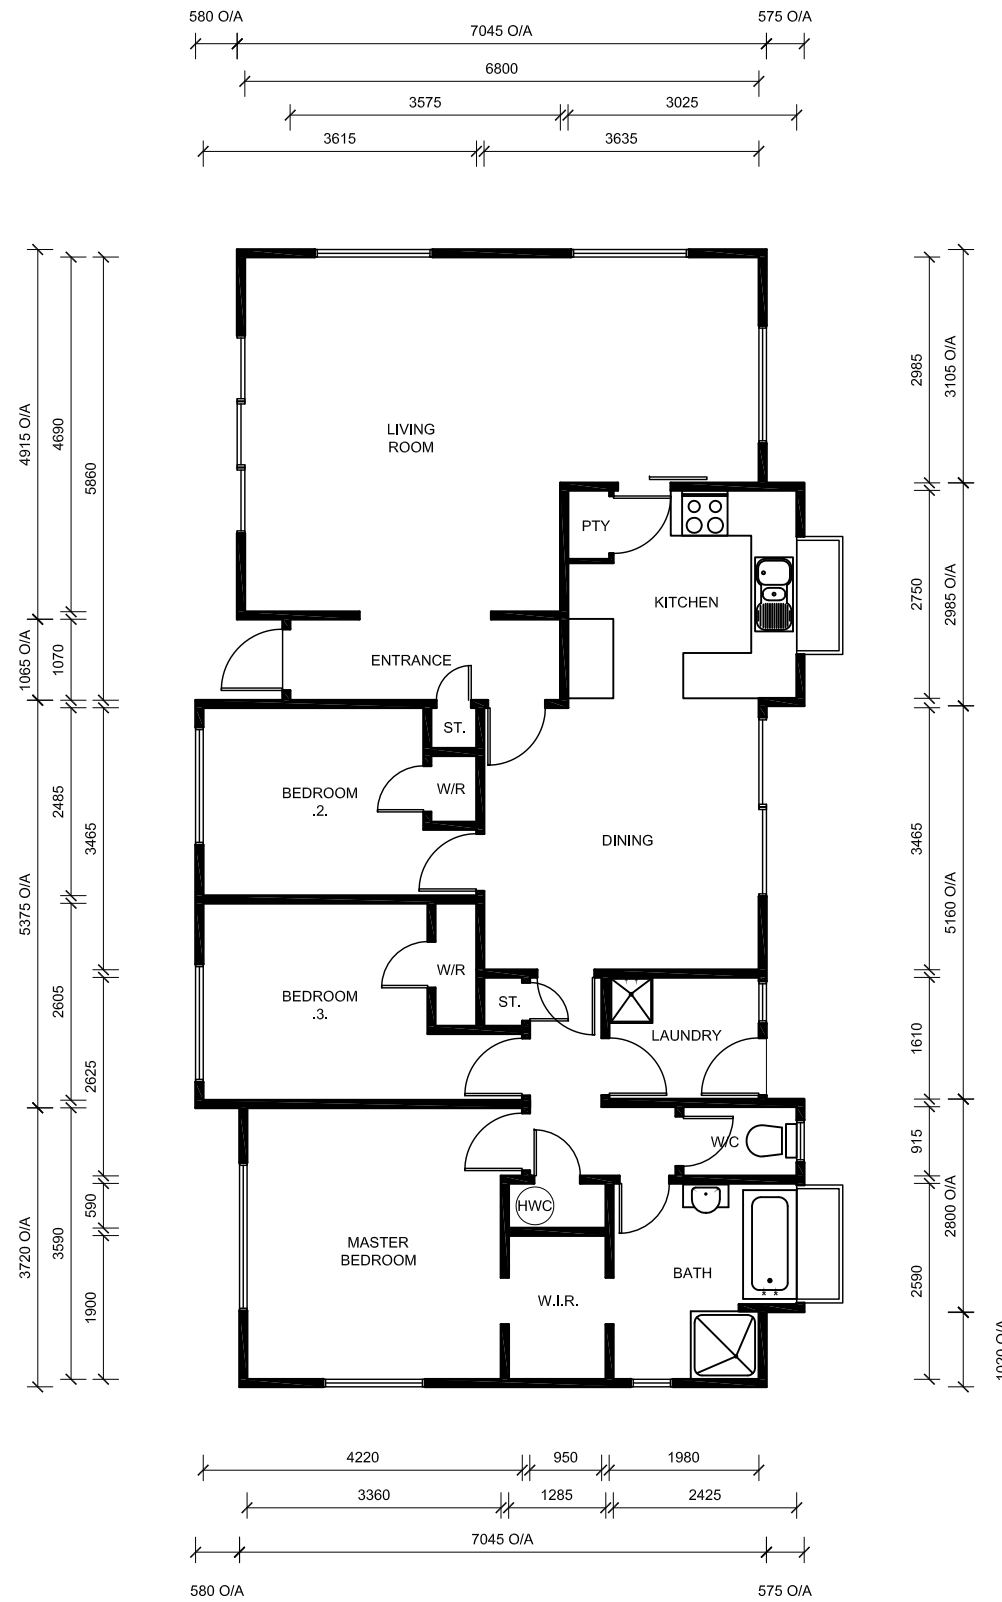 580 O/A
7045 O/A
575 O/A
6800
3575
3025
3615
3635
4915 O/A
4690
5860
2985
3105 O/A
LIVING
ROOM
PTY
KITCHEN
2750
2985 O/A
1065 O/A
1070
ENTRANCE
ST.
W/R
BEDROOM
.2.
2485
3465
DINING
3465
5375 O/A
5160 O/A
W/R
BEDROOM
.3.
ST.
2605
2625
LAUNDRY
1610
W/C
915
590
HWC
3720 O/A
3590
MASTER
BEDROOM
1900
W.I.R.
BATH
2590
2800 O/A
1020 O/A
4220
950
1980
3360
1285
2425
7045 O/A
580 O/A
575 O/A